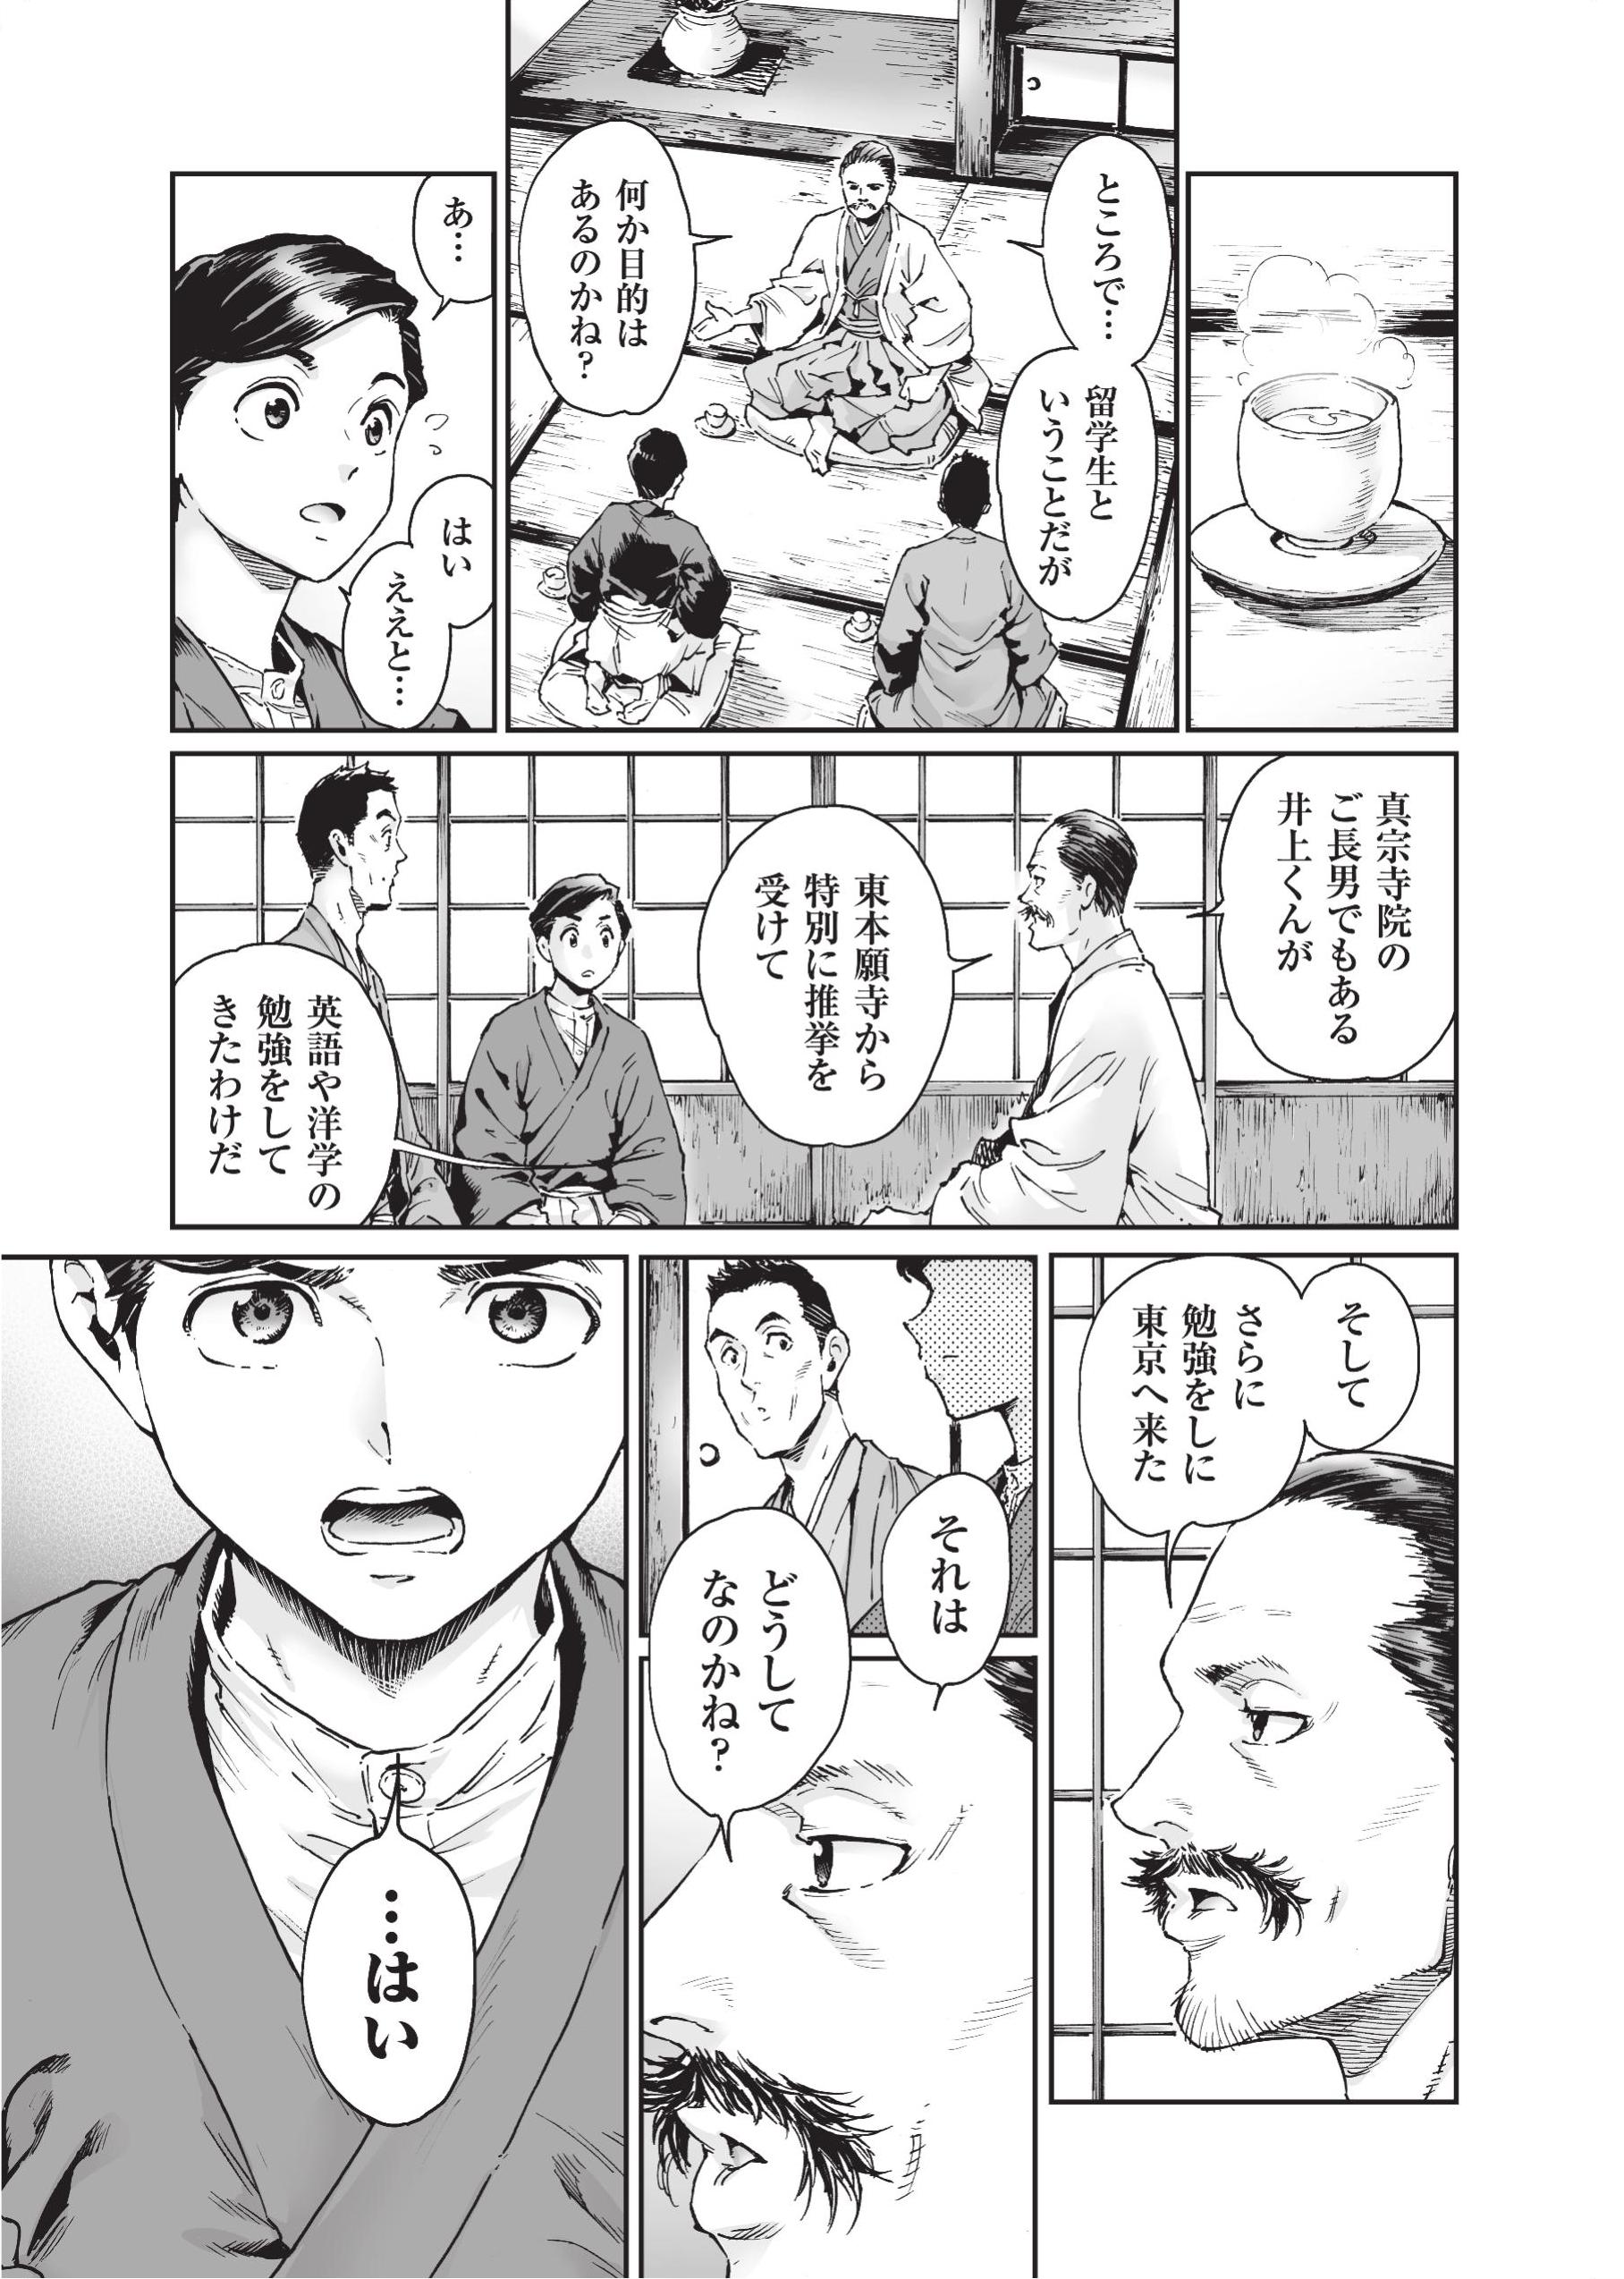 ところで…
留学生と
いうことだが
何か目的は
あるのかね？
あ…
はい
ええと…
真宗寺院の
ご長男でもある
井上くんが
東本願寺から
特別に推挙を
受けて
英語や洋学の
勉強をして
きたわけだ
そして
さらに
勉強をしに
東京へ来た
それは
どうして
なのかね？
…はい